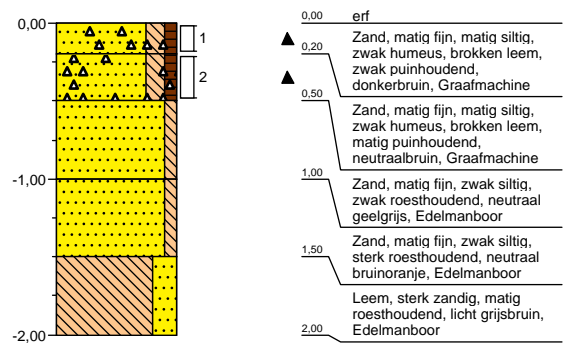 0,00
-1,00
-2,00
1
2
0,00
erf
0,20
Zand, matig fijn, matig siltig,
zwak humeus, brokken leem,
zwak puinhoudend,
donkerbruin, Graafmachine
0,50
Zand, matig fijn, matig siltig,
zwak humeus, brokken leem,
matig puinhoudend,
neutraalbruin, Graafmachine
1,00
Zand, matig fijn, zwak siltig,
zwak roesthoudend, neutraal
geelgrijs, Edelmanboor
1,50
Zand, matig fijn, zwak siltig,
sterk roesthoudend, neutraal
bruinoranje, Edelmanboor
2,00
Leem, sterk zandig, matig
roesthoudend, licht grijsbruin,
Edelmanboor